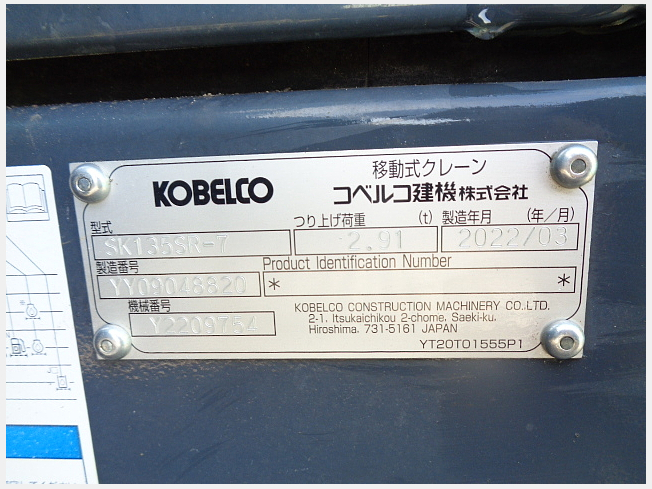 KOBELCO
移動式クレーン
コベルコ建機株式会社
型式
つり上げ荷重 (t)
製造年月 (年/月)
SK135SR-7
2.91
2022/03
製造番号
Product Identification Number
YY09048820
* *
機械番号
Y2209754
KOBELCO CONSTRUCTION MACHINERY CO.,LTD.
2-1, Itsukaichikou 2-chome, Saeki-ku,
Hiroshima, 731-5161 JAPAN
YT20T01555P1